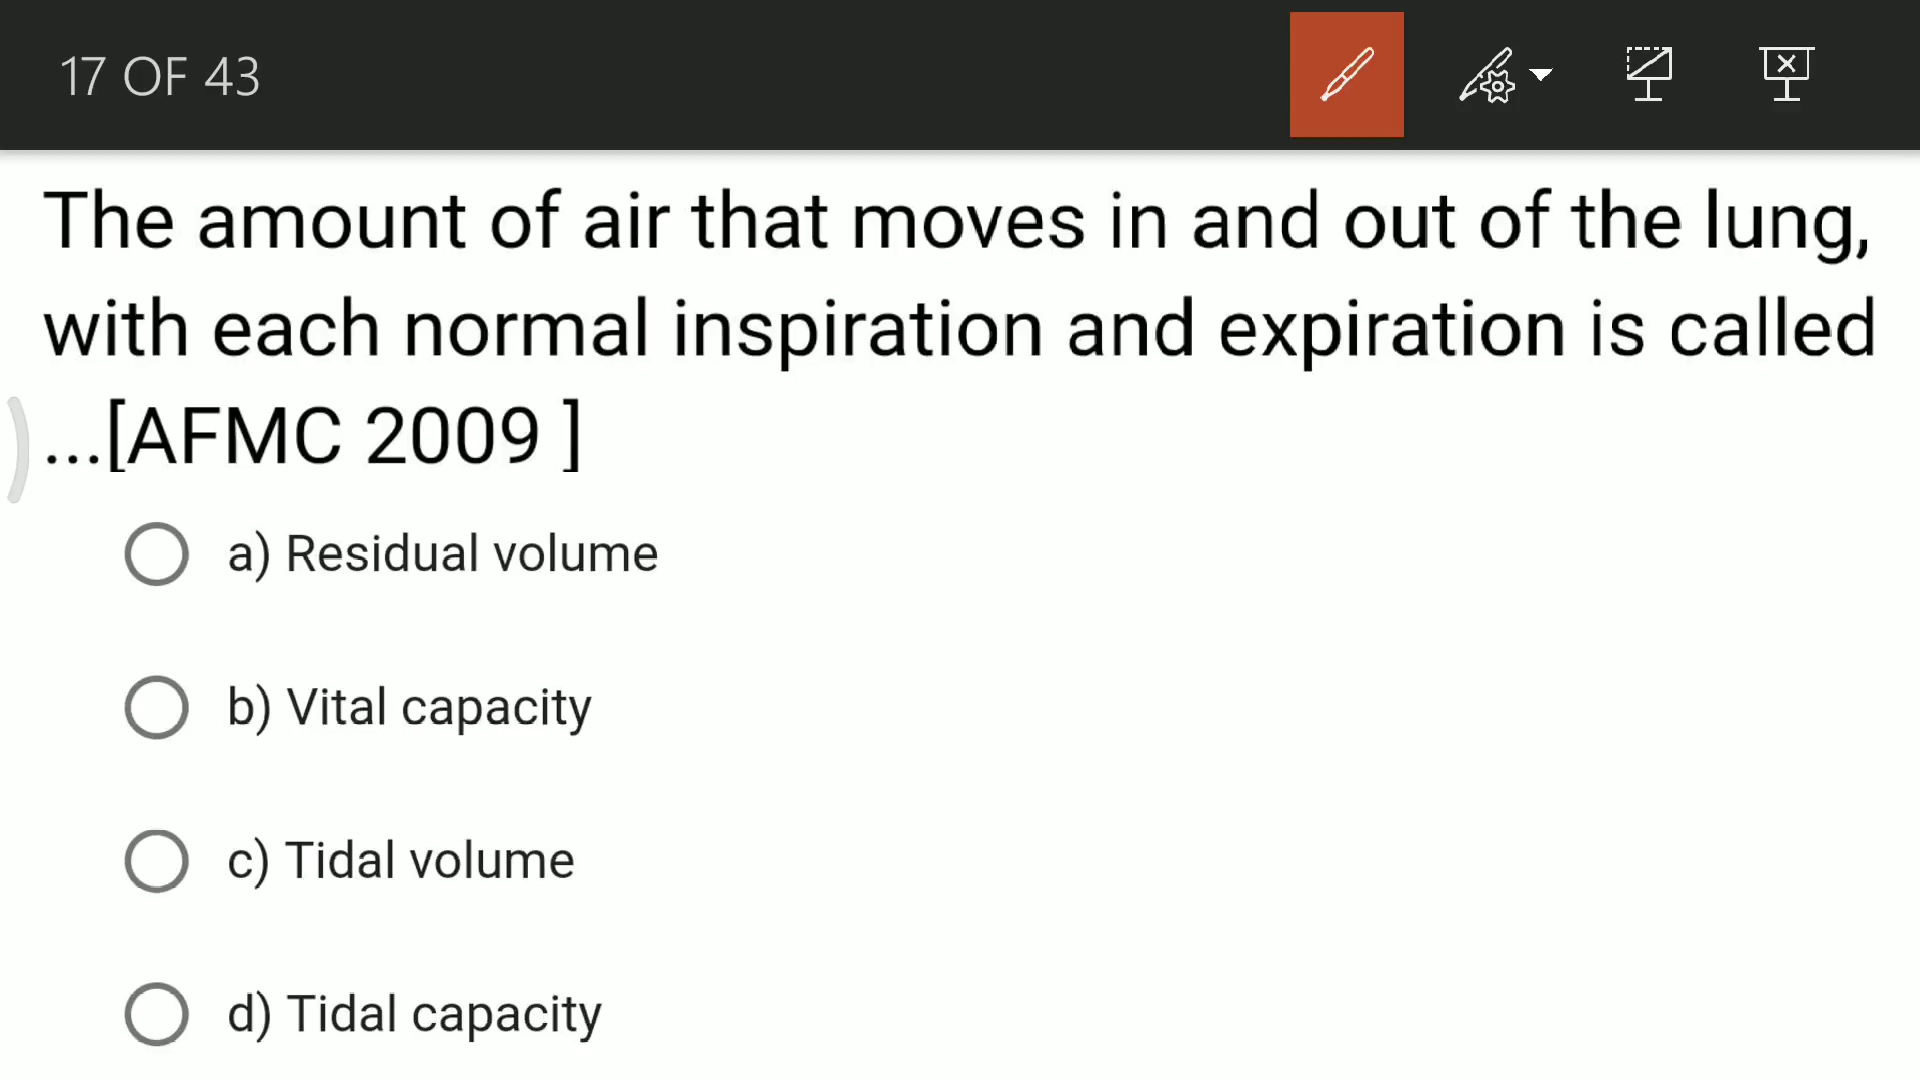 17 OF 43
The amount of air that moves in and out of the lung,
with each normal inspiration and expiration is called
...[AFMC 2009 ]
a) Residual volume
b) Vital capacity
c) Tidal volume
d) Tidal capacity